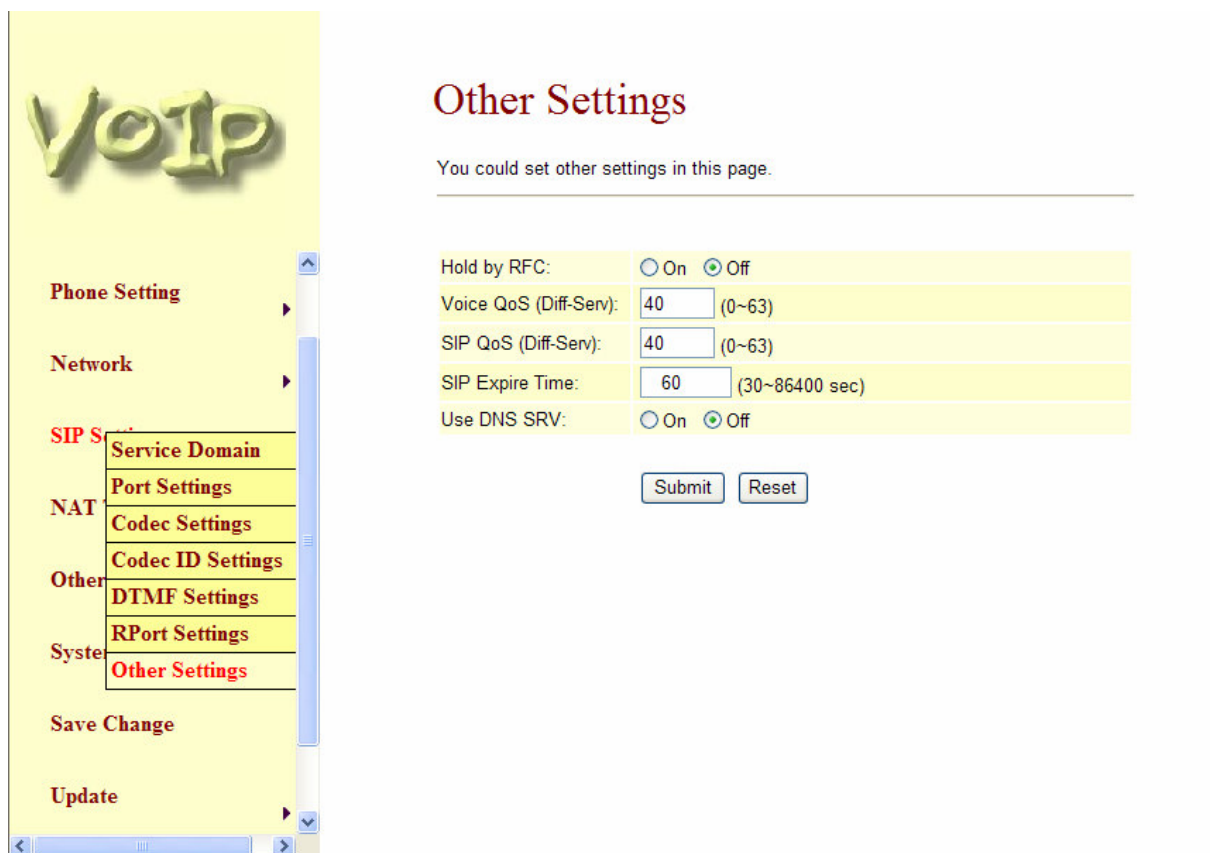 VoIP
Phone Setting
Network
SIP S
Service Domain
Port Settings
NAT
Codec Settings
Codec ID Settings
Other
DTMF Settings
RPort Settings
Syste
Other Settings
Save Change
Update
Other Settings
You could set other settings in this page.
Hold by RFC: On Off
Voice QoS (Diff-Serv): 40 (0~63)
SIP QoS (Diff-Serv): 40 (0~63)
SIP Expire Time: 60 (30~86400 sec)
Use DNS SRV: On Off
Submit Reset